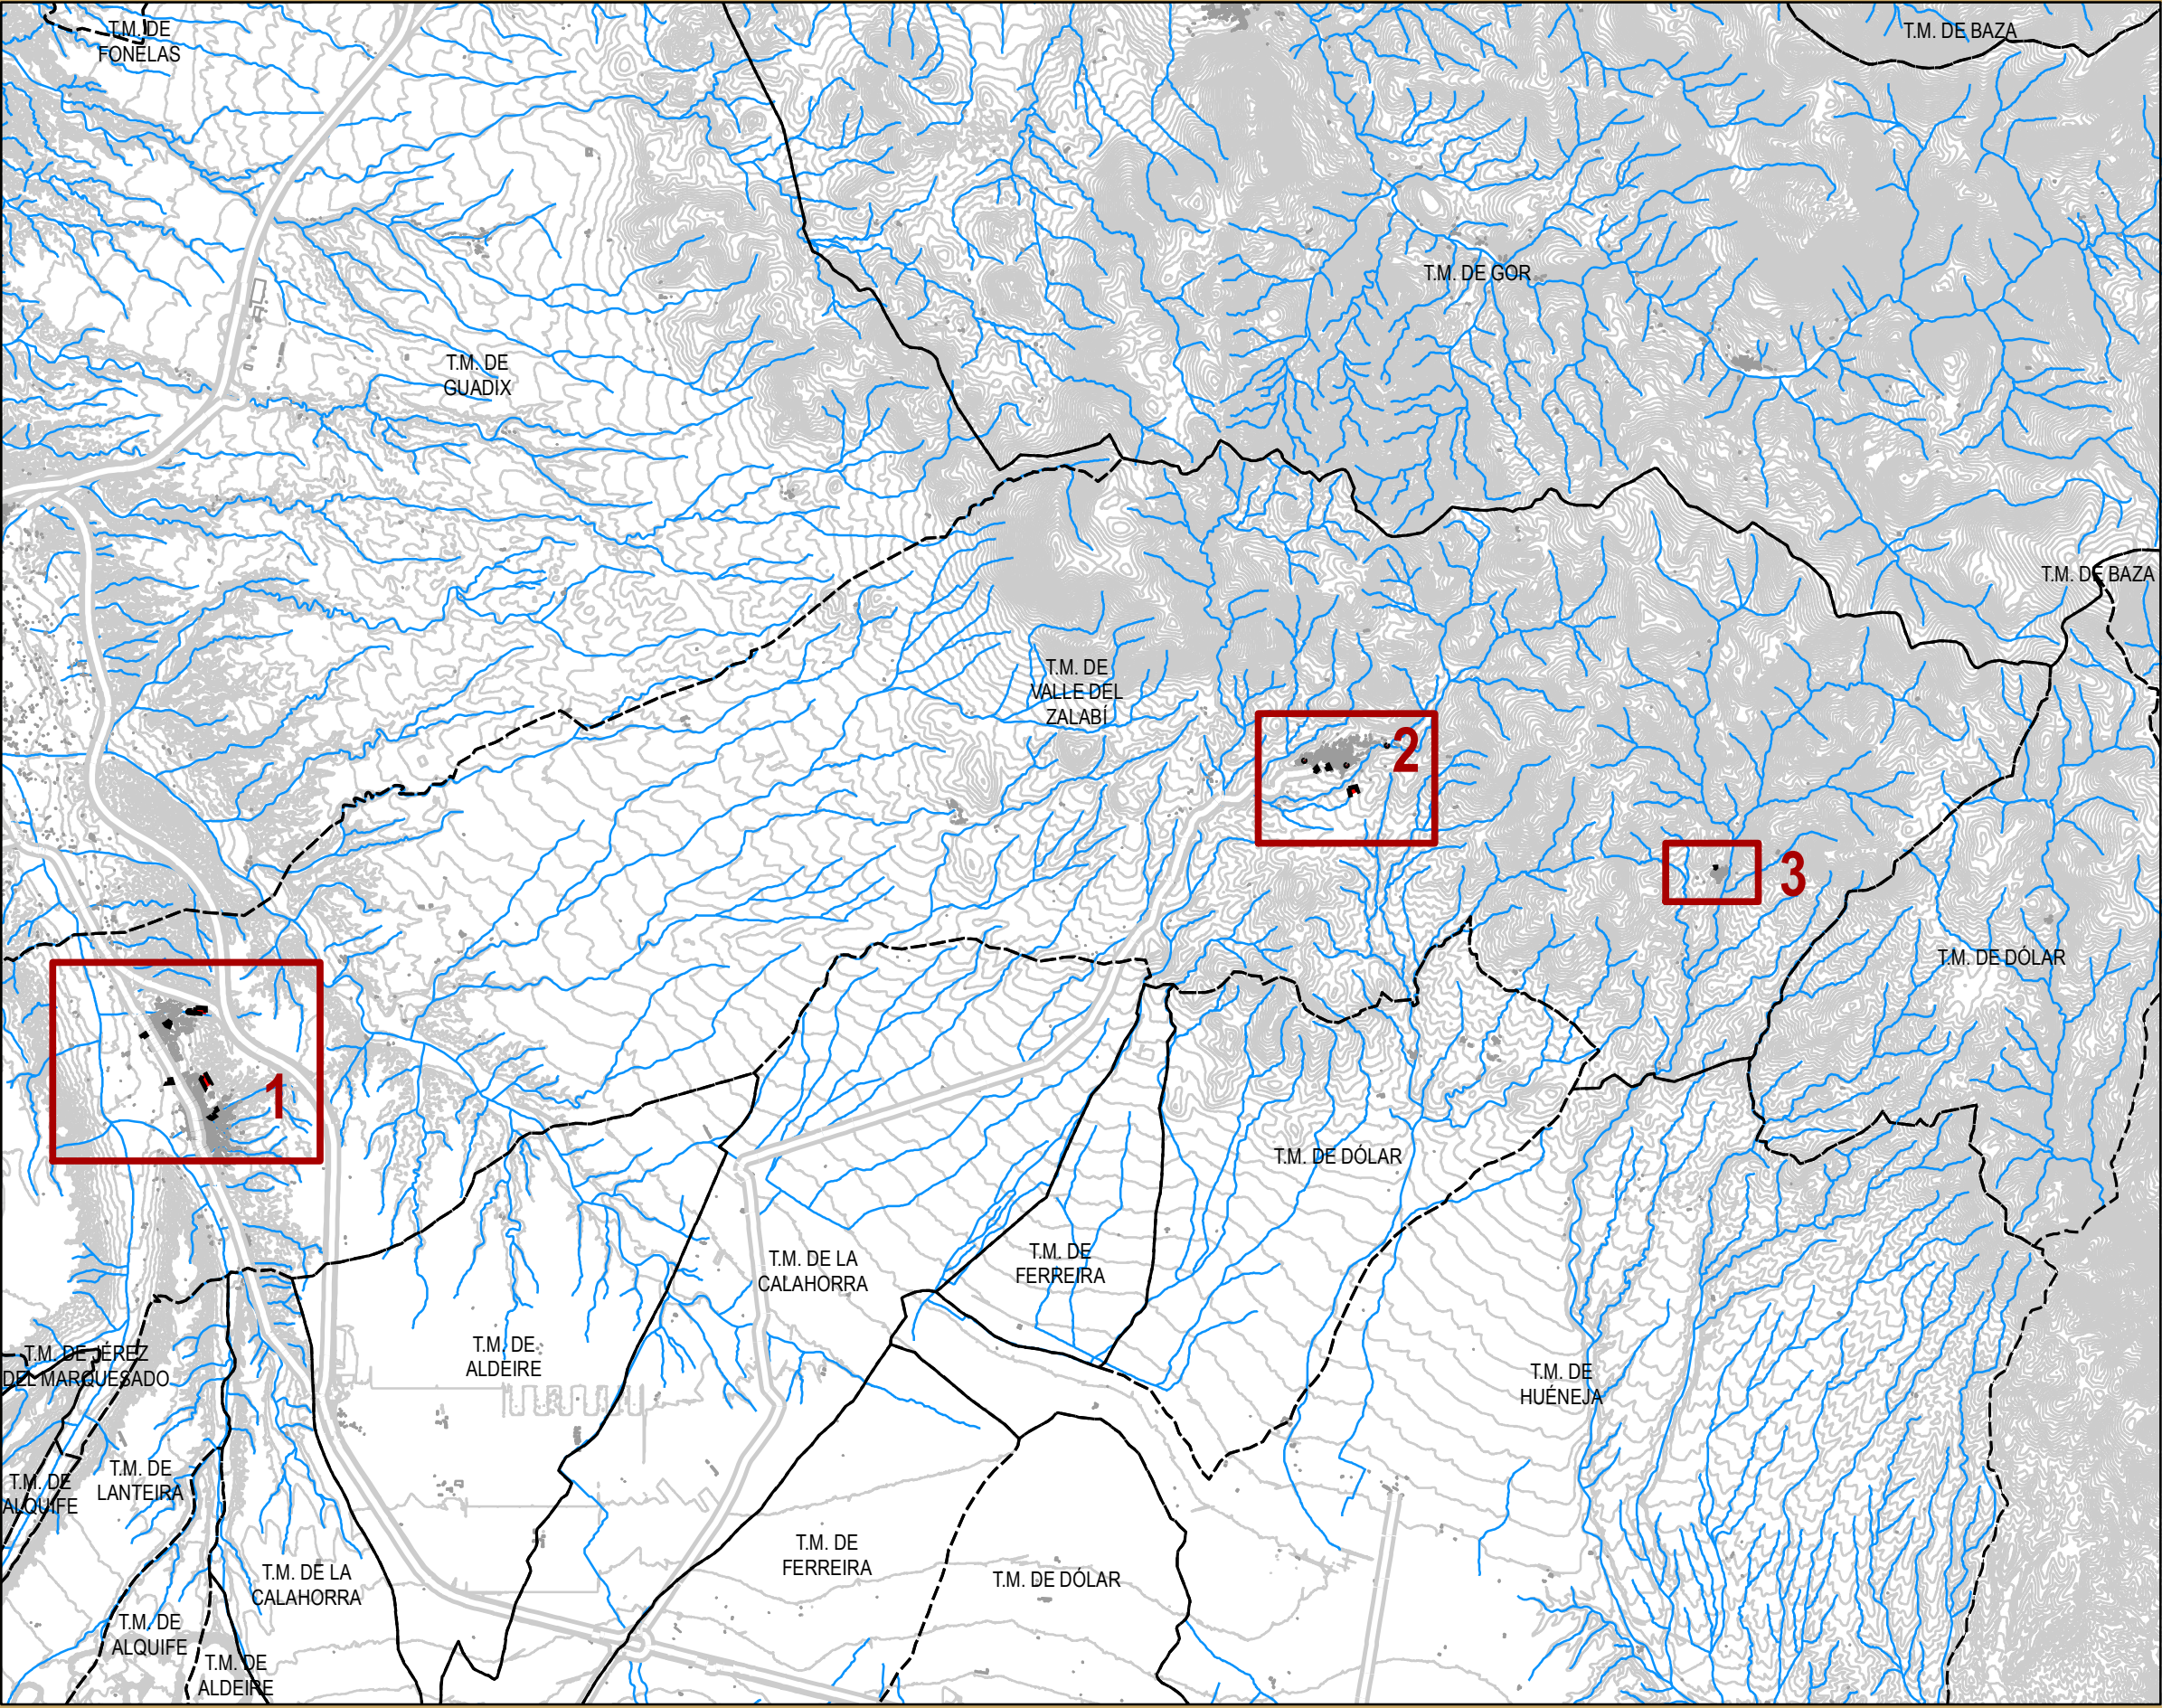 T.M. DE
FONELAS
T.M. DE BAZA
T.M. DE GOR
T.M. DE
GUADIX
T.M. DE BAZA
T.M. DE
VALLE DEL
ZALABÍ
2
3
T.M. DE DÓLAR
1
T.M. DE DÓLAR
T.M. DE LA
CALAHORRA
T.M. DE
FERREIRA
T.M. DE
ALDEIRE
T.M. DE JÉREZ
DEL MARQUESADO
T.M. DE
HUÉNEJA
T.M. DE
ALQUIFE
T.M. DE
LANTEIRA
T.M. DE
FERREIRA
T.M. DE DÓLAR
T.M. DE LA
CALAHORRA
T.M. DE
ALQUIFE
T.M. DE
ALDEIRE